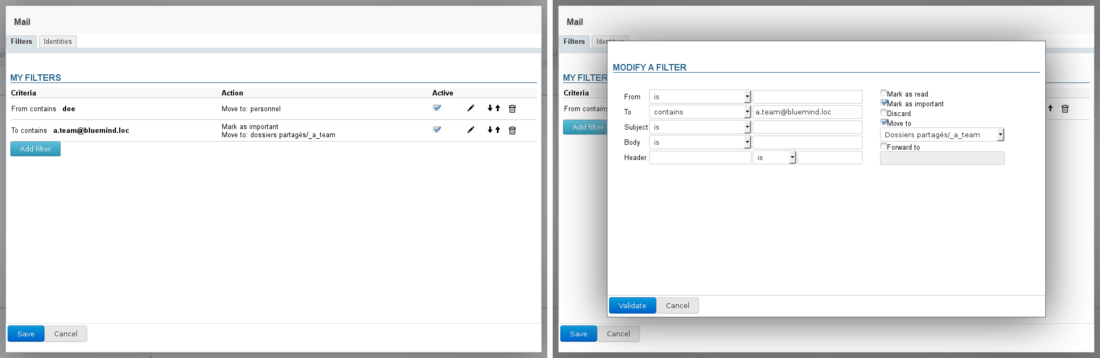 Mail
Filters Identities
MY FILTERS
Criteria Action Active
From contains doe Move to: personnel
To contains a.team@bluemind.loc Mark as important
Move to: dossiers partagés/_a_team
Add filter
Save Cancel
Mail
Filters Identities
MY FILTER
Criteria
From contains
Add filter
MODIFY A FILTER
From is
To contains a.team@bluemind.loc
Subject is
Body is
Header is
Mark as read
Mark as important
Discard
Move to
Dossiers partagés/_a_team
Forward to
Validate Cancel
Save Cancel